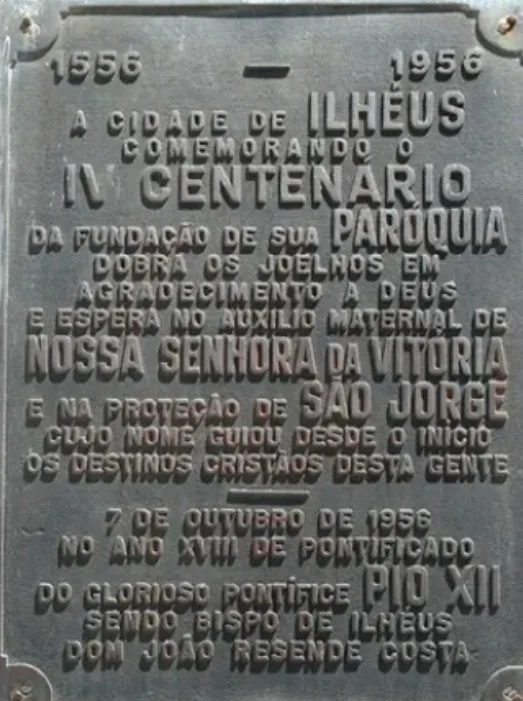 1556 — 1956
A CIDADE DE ILHÉUS
COMEMORANDO O
IV CENTENÁRIO
DA FUNDAÇÃO DE SUA PARÓQUIA
DOBRA OS JOELHOS EM
AGRADECIMENTO A DEUS
E ESPERA NO AUXILIO MATERNAL DE
NOSSA SENHORA DA VITÓRIA
E NA PROTEÇÃO DE SÃO JORGE
CUJO NOME GUIOU DESDE O INICIO
OS DESTINOS CRISTÃOS DESTA GENTE
7 DE OUTUBRO DE 1956
NO ANO XVIII DE PONTIFICADO
DO GLORIOSO PONTÍFICE PIO XII
SENDO BISPO DE ILHEUS
DOM JOÃO RESENDE COSTA